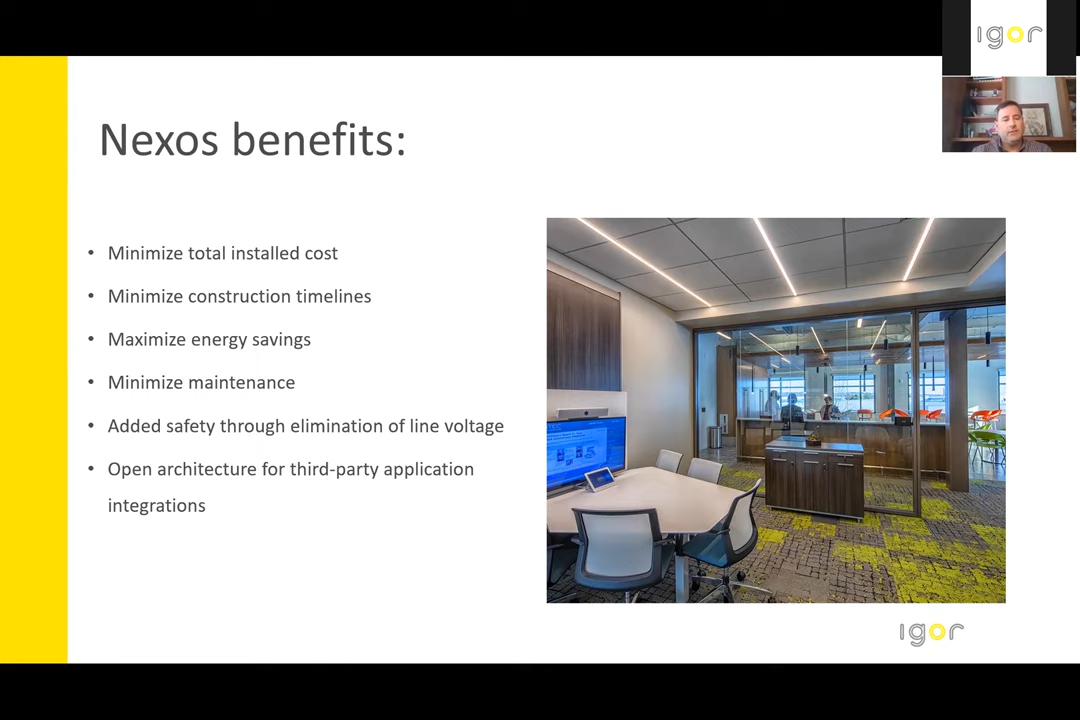 igor
Nexos benefits:
• Minimize total installed cost
• Minimize construction timelines
• Maximize energy savings
• Minimize maintenance
• Added safety through elimination of line voltage
• Open architecture for third-party application
integrations
igor